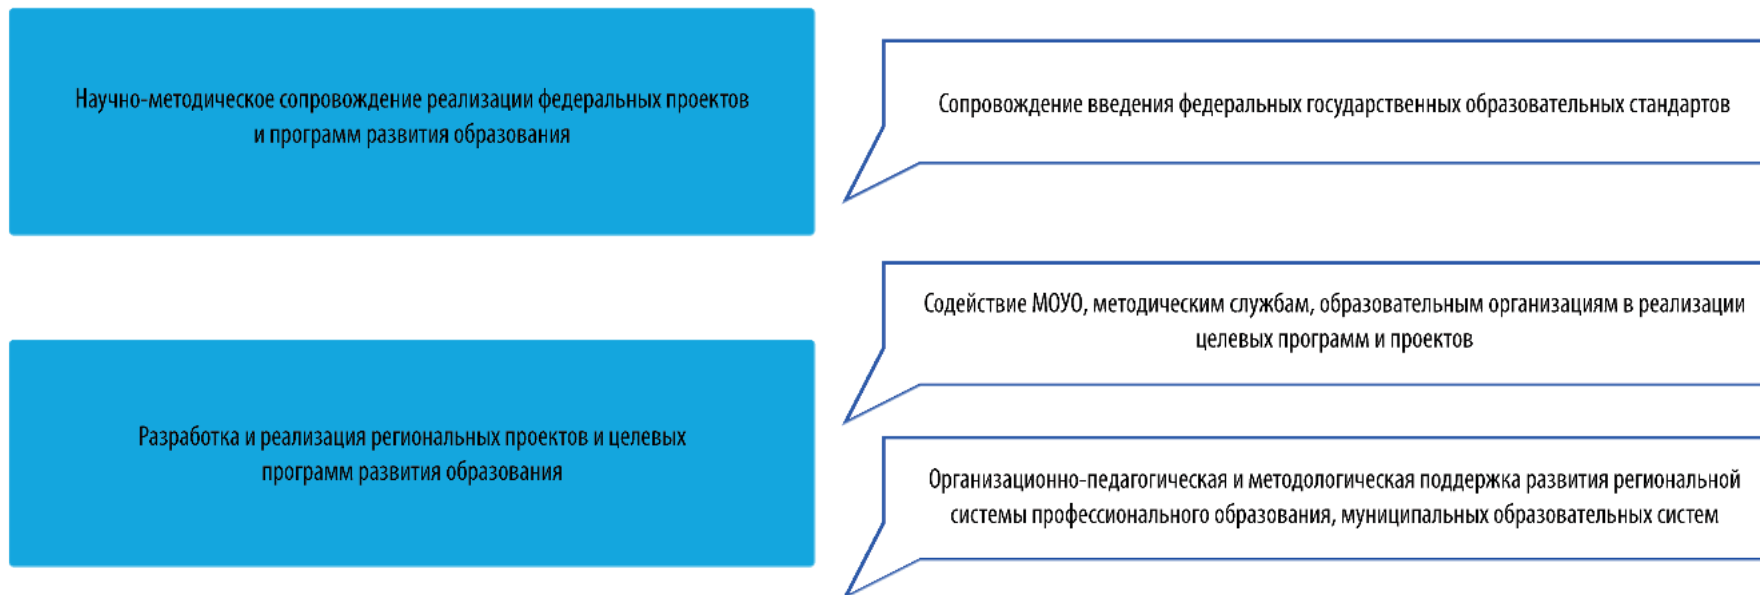 Научно-методическое сопровождение реализации федеральных проектов
и программ развития образования
Сопровождение введения федеральных государственных образовательных стандартов
Содействие МОУО, методическим службам, образовательным организациям в реализации
целевых программ и проектов
Разработка и реализация региональных проектов и целевых
программ развития образования
Организационно-педагогическая и методологическая поддержка развития региональной
системы профессионального образования, муниципальных образовательных систем